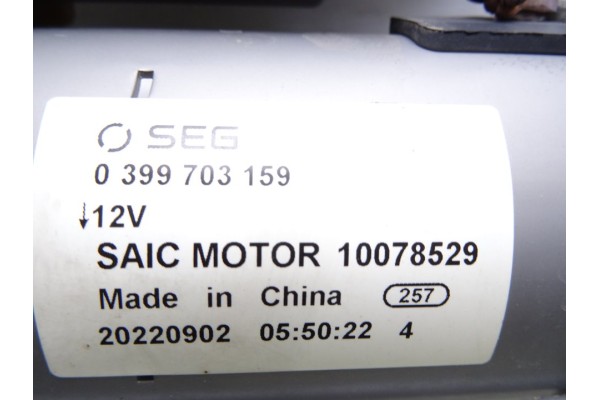 SEG
0 399 703 159
12V
SAIC MOTOR 10078529
Made in China 257
20220902 05:50:22 4